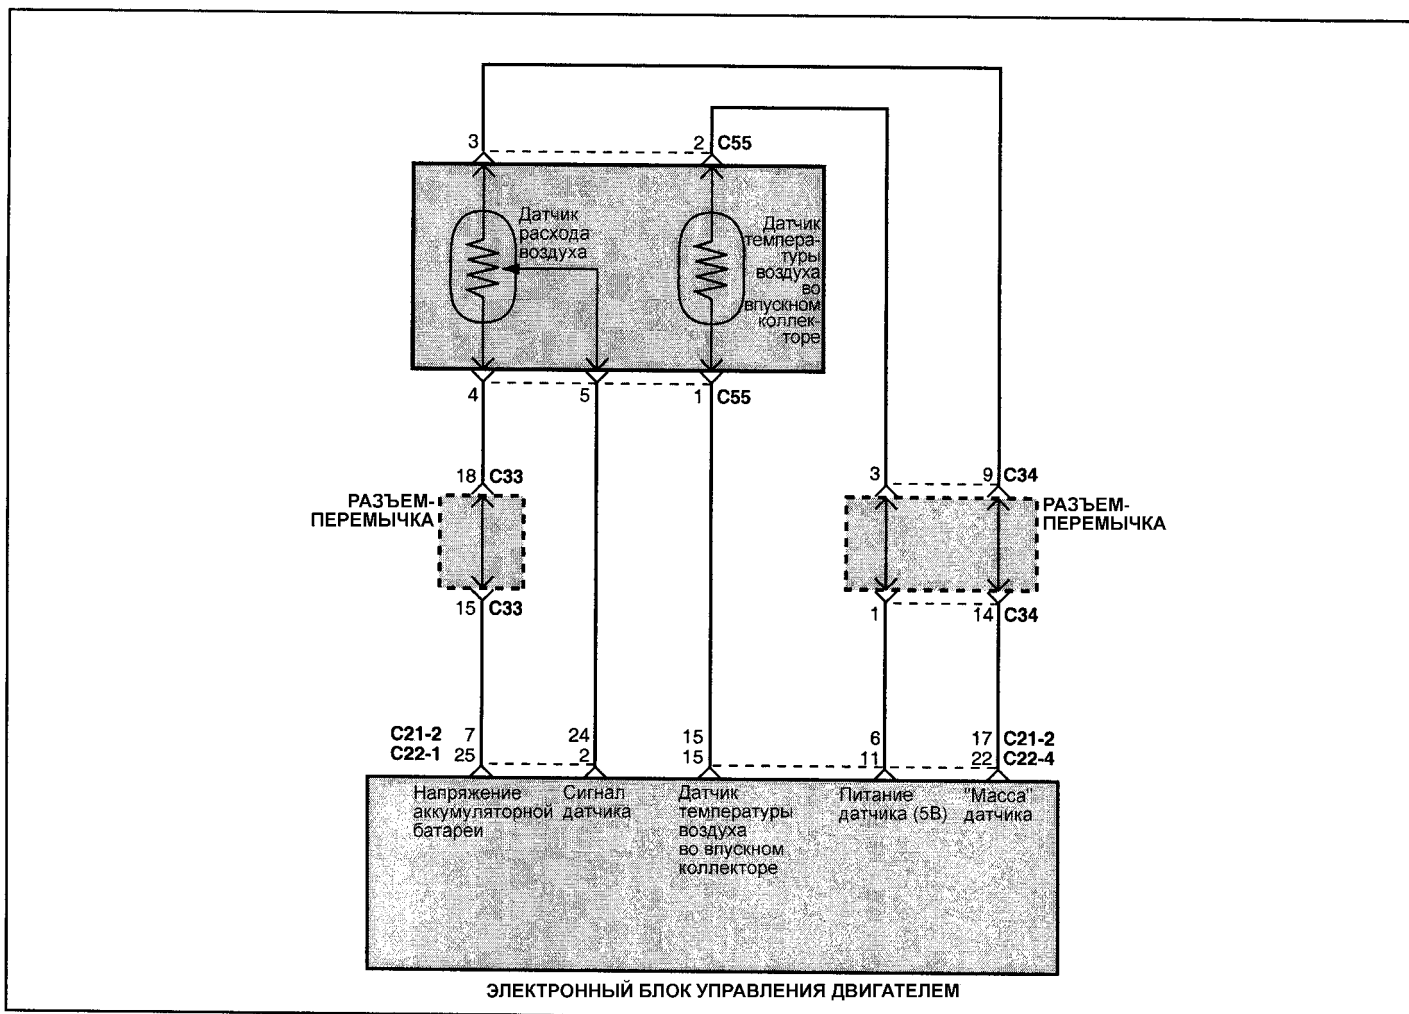 3 2 C55
Датчик
расхода
воздуха
Датчик
темпера-
туры
воздуха
во
впускном
коллек-
торе
4 5 1 C55
18 C33
РАЗЪЕМ-
ПЕРЕМЫЧКА
15 C33
3 9 C34
РАЗЪЕМ-
ПЕРЕМЫЧКА
1 14 C34
C21-2 7 24 15 6 17 C21-2
C22-1 25 2 15 11 22 C22-4
Напряжение
аккумуляторной
батареи
Сигнал
датчика
Датчик
температуры
воздуха
во впускном
коллекторе
Питание
датчика (5В)
"Масса"
датчика
ЭЛЕКТРОННЫЙ БЛОК УПРАВЛЕНИЯ ДВИГАТЕЛЕМ